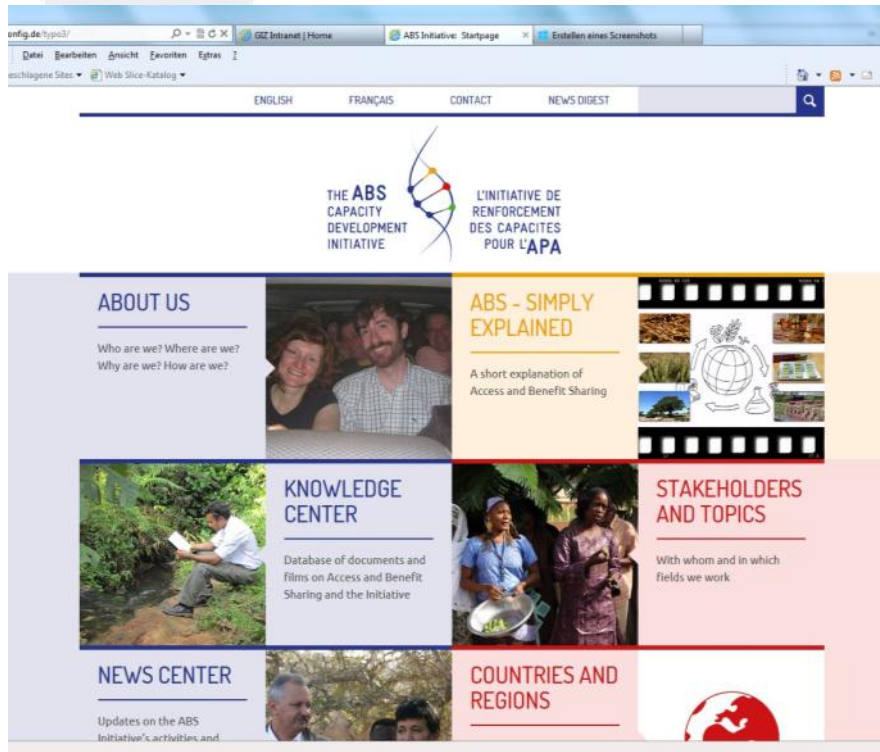 onfig.de/typo3/
GIZ Intranet | Home
ABS Initiative: Startpage
Erstellen eines Screenshots
Datei Bearbeiten Ansicht Favoriten Extras ?
eschlagene Sites Web Slice-Katalog
ENGLISH FRANÇAIS CONTACT NEWS DIGEST
THE ABS
CAPACITY
DEVELOPMENT
INITIATIVE
L'INITIATIVE DE
RENFORCEMENT
DES CAPACITES
POUR L'APA
ABOUT US
Who are we? Where are we?
Why are we? How are we?
ABS - SIMPLY
EXPLAINED
A short explanation of
Access and Benefit Sharing
KNOWLEDGE
CENTER
Database of documents and
films on Access and Benefit
Sharing and the Initiative
STAKEHOLDERS
AND TOPICS
With whom and in which
fields we work
NEWS CENTER
Updates on the ABS
Initiative's activities and
COUNTRIES AND
REGIONS